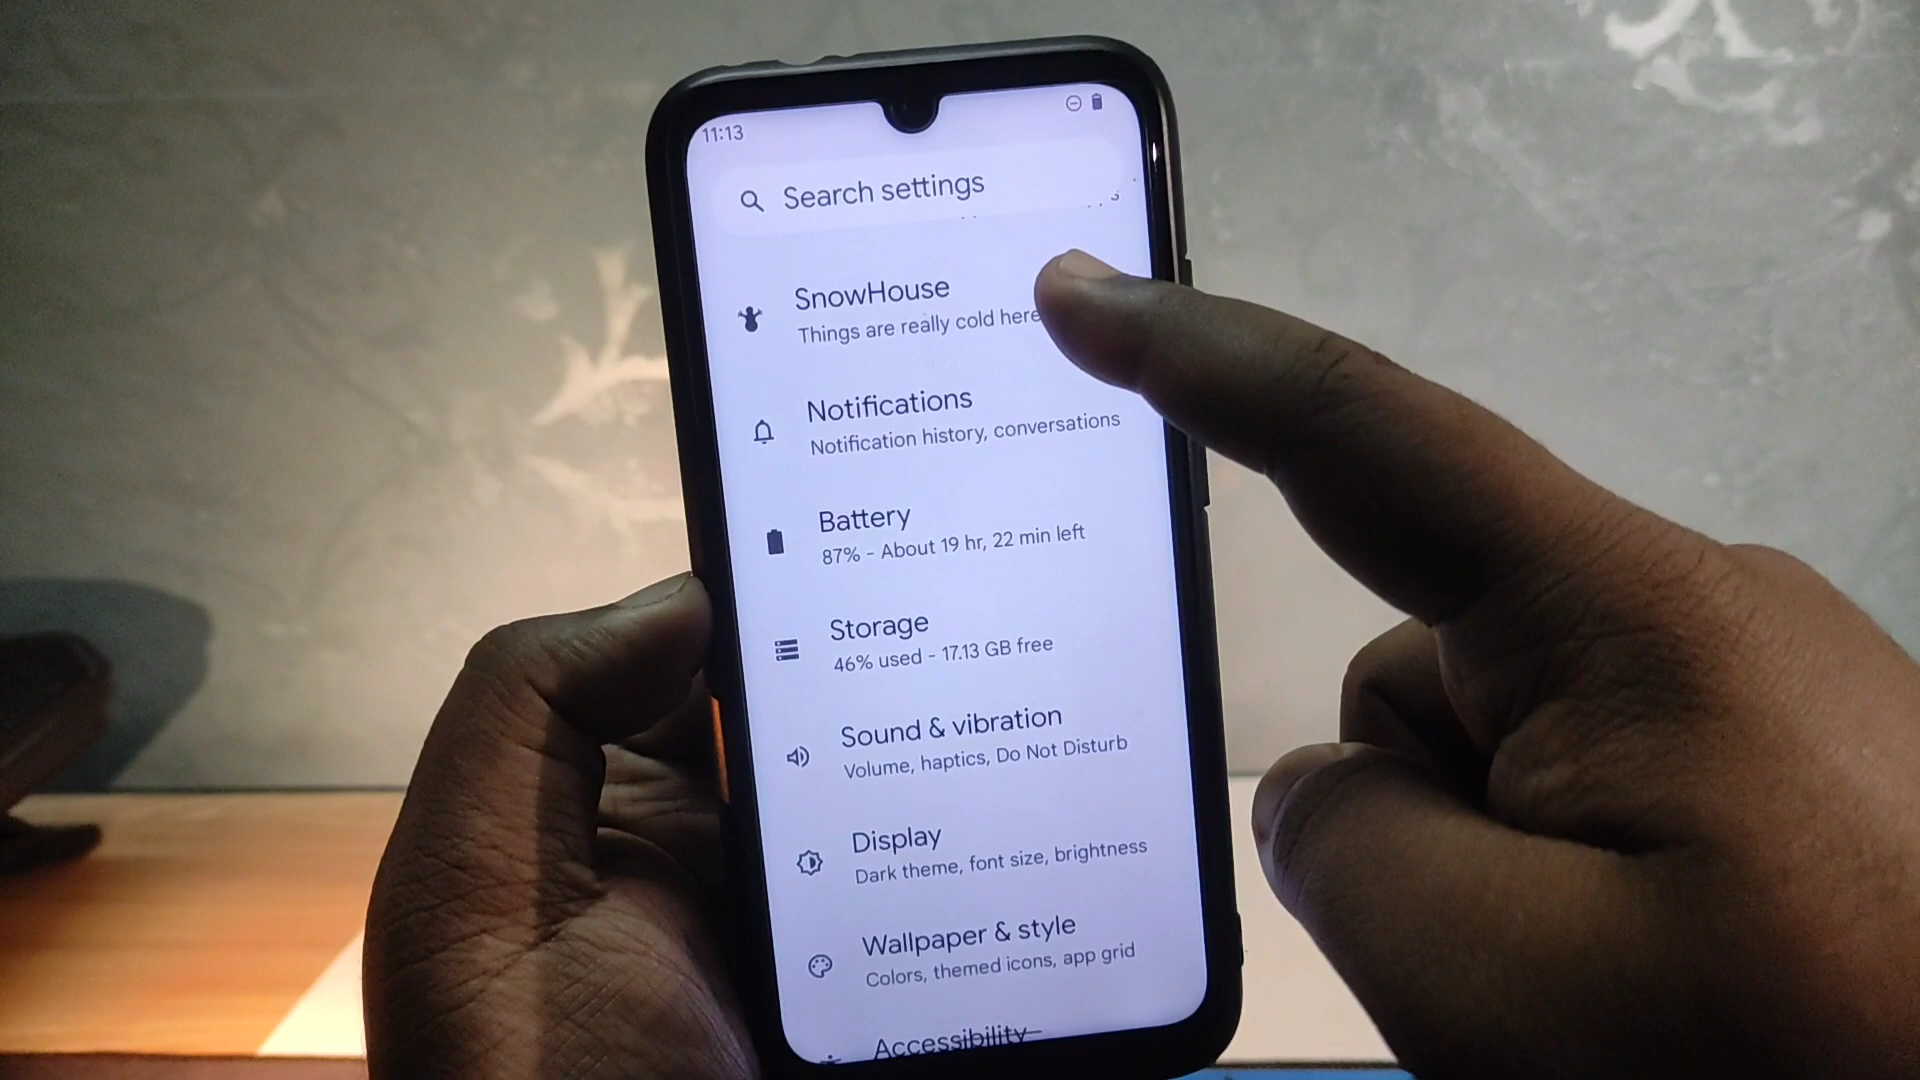 11:13
Search settings
SnowHouse
Things are really cold here
Notifications
Notification history, conversations
Battery
87% - About 19 hr, 22 min left
Storage
46% used - 17.13 GB free
Sound & vibration
Volume, haptics, Do Not Disturb
Display
Dark theme, font size, brightness
Wallpaper & style
Colors, themed icons, app grid
Accessibility